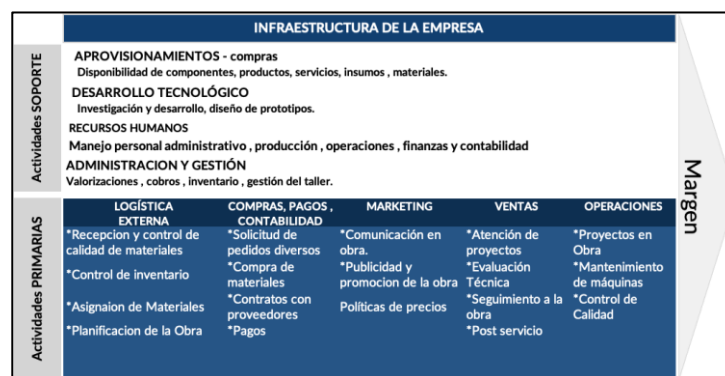 INFRAESTRUCTURA DE LA EMPRESA
Actividades SOPORTE
APROVISIONAMIENTOS - compras
Disponibilidad de componentes, productos, servicios, insumos , materiales.
DESARROLLO TECNOLÓGICO
Investigación y desarrollo, diseño de prototipos.
RECURSOS HUMANOS
Manejo personal administrativo , producción , operaciones , finanzas y contabilidad
ADMINISTRACION Y GESTIÓN
Valorizaciones , cobros , inventario , gestión del taller.
Actividades PRIMARIAS
LOGÍSTICA
EXTERNA
*Recepcion y control de
calidad de materiales
*Control de inventario
*Asignaion de Materiales
*Planificacion de la Obra
COMPRAS, PAGOS ,
CONTABILIDAD
*Solicitud de
pedidos diversos
*Compra de
materiales
*Contratos con
proveedores
*Pagos
MARKETING
*Comunicación en
obra.
*Publicidad y
promocion de la obra
Políticas de precios
VENTAS
*Atención de
proyectos
*Evaluación
Técnica
*Seguimiento a la
obra
*Post servicio
OPERACIONES
*Proyectos en
Obra
*Mantenimiento
de máquinas
*Control de
Calidad
Margen